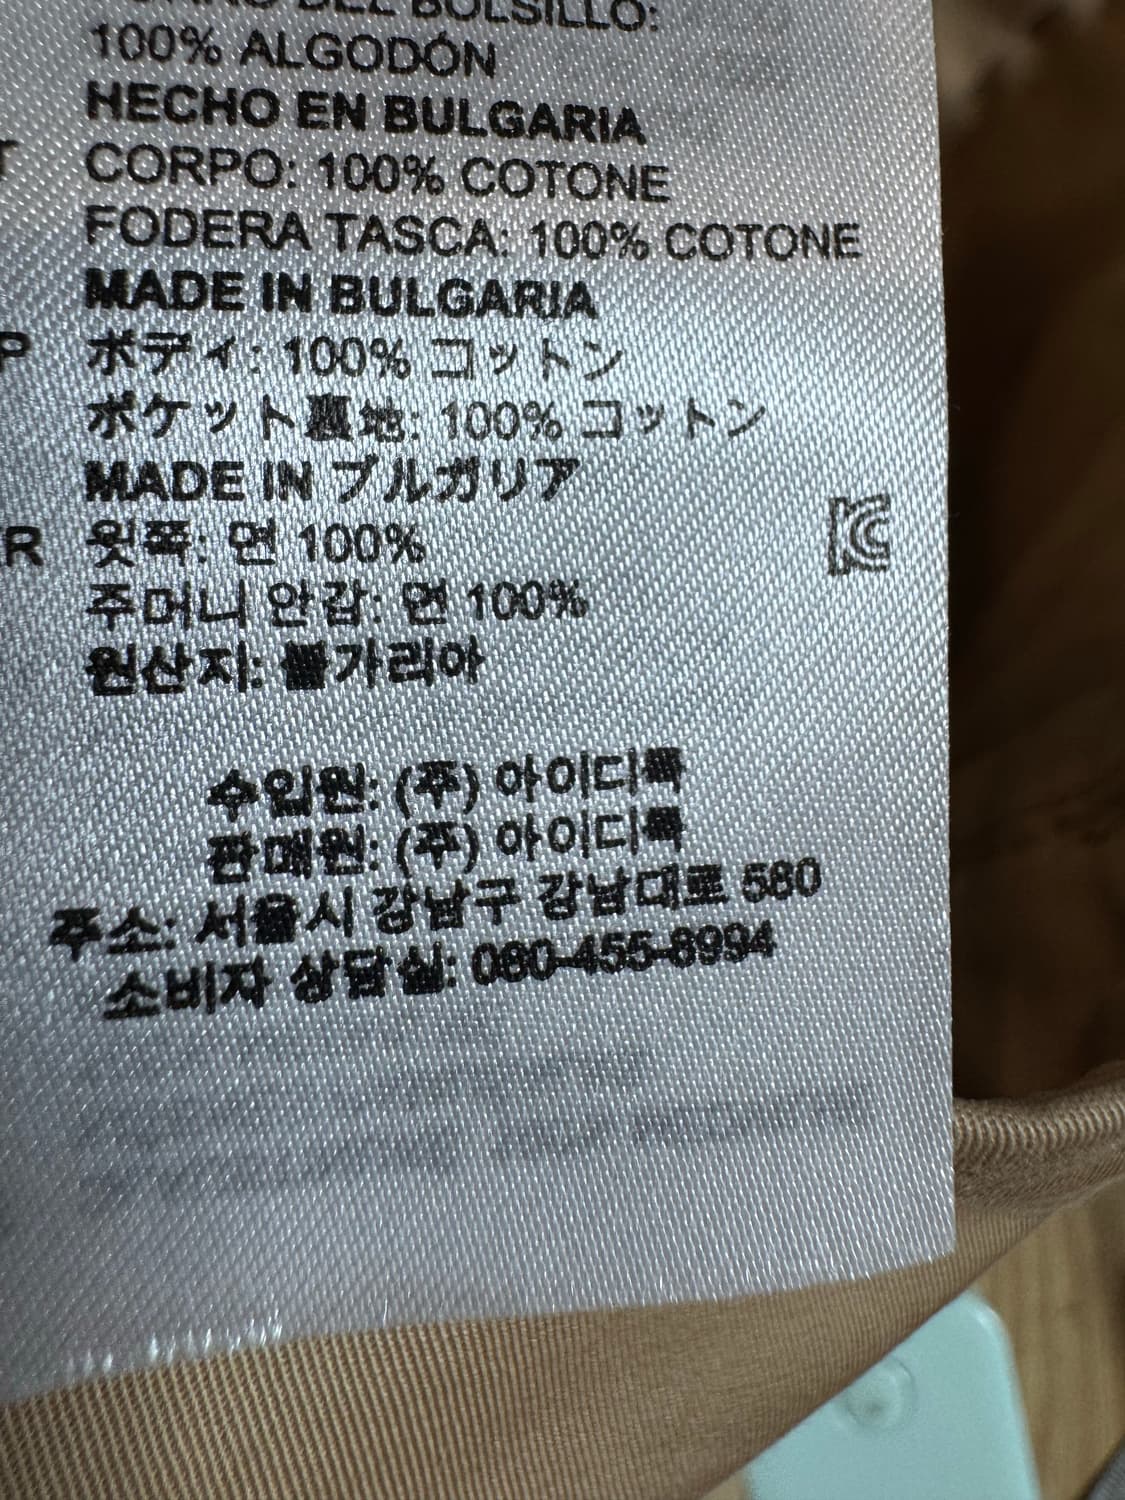 DEL BOLSILLO:
100% ALGODÓN
HECHO EN BULGARIA
CORPO: 100% COTONE
FODERA TASCA: 100% COTONE
MADE IN BULGARIA
P ボディ: 100% コットン
ポケット裏地: 100% コットン
MADE IN ブルガリア
R 윗쪽: 면 100%
주머니 안감: 면 100%
원산지: 불가리아
수입원: (주) 아이디룩
판매원: (주) 아이디룩
주소: 서울시 강남구 강남대로 580
소비자 상담실: 080-455-8994